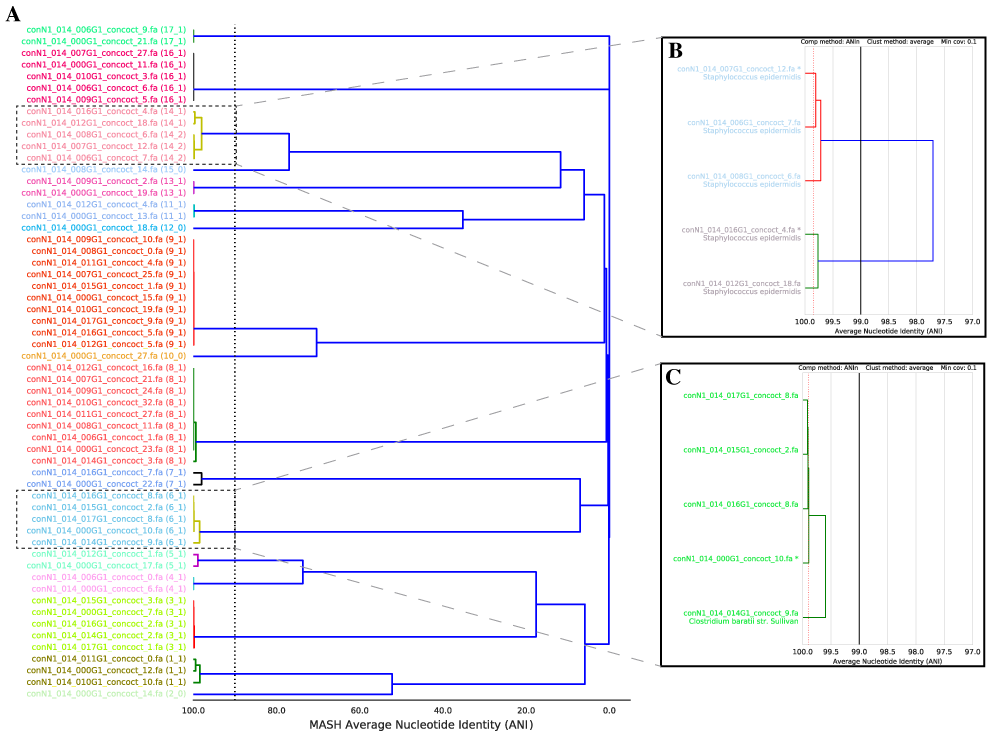 A
conN1_014_006G1_concoct_9.fa (17_1)
conN1_014_000G1_concoct_21.fa (17_1)
conN1_014_007G1_concoct_27.fa (16_1)
conN1_014_000G1_concoct_11.fa (16_1)
conN1_014_010G1_concoct_3.fa (16_1)
conN1_014_006G1_concoct_6.fa (16_1)
conN1_014_009G1_concoct_5.fa (16_1)
conN1_014_016G1_concoct_4.fa (14_1)
conN1_014_012G1_concoct_18.fa (14_1)
conN1_014_008G1_concoct_6.fa (14_2)
conN1_014_007G1_concoct_12.fa (14_2)
conN1_014_006G1_concoct_7.fa (14_2)
conN1_014_008G1_concoct_14.fa (15_0)
conN1_014_009G1_concoct_2.fa (13_1)
conN1_014_000G1_concoct_19.fa (13_1)
conN1_014_012G1_concoct_4.fa (11_1)
conN1_014_000G1_concoct_13.fa (11_1)
conN1_014_000G1_concoct_18.fa (12_0)
conN1_014_009G1_concoct_10.fa (9_1)
conN1_014_008G1_concoct_0.fa (9_1)
conN1_014_011G1_concoct_4.fa (9_1)
conN1_014_007G1_concoct_25.fa (9_1)
conN1_014_015G1_concoct_1.fa (9_1)
conN1_014_000G1_concoct_15.fa (9_1)
conN1_014_010G1_concoct_19.fa (9_1)
conN1_014_017G1_concoct_9.fa (9_1)
conN1_014_016G1_concoct_5.fa (9_1)
conN1_014_012G1_concoct_5.fa (9_1)
conN1_014_000G1_concoct_27.fa (10_0)
conN1_014_012G1_concoct_16.fa (8_1)
conN1_014_007G1_concoct_21.fa (8_1)
conN1_014_009G1_concoct_24.fa (8_1)
conN1_014_010G1_concoct_32.fa (8_1)
conN1_014_011G1_concoct_27.fa (8_1)
conN1_014_008G1_concoct_11.fa (8_1)
conN1_014_006G1_concoct_1.fa (8_1)
conN1_014_000G1_concoct_23.fa (8_1)
conN1_014_014G1_concoct_3.fa (8_1)
conN1_014_016G1_concoct_7.fa (7_1)
conN1_014_000G1_concoct_22.fa (7_1)
conN1_014_016G1_concoct_8.fa (6_1)
conN1_014_015G1_concoct_2.fa (6_1)
conN1_014_017G1_concoct_8.fa (6_1)
conN1_014_000G1_concoct_10.fa (6_1)
conN1_014_014G1_concoct_9.fa (6_1)
conN1_014_012G1_concoct_1.fa (5_1)
conN1_014_000G1_concoct_17.fa (5_1)
conN1_014_006G1_concoct_0.fa (4_1)
conN1_014_000G1_concoct_6.fa (4_1)
conN1_014_015G1_concoct_3.fa (3_1)
conN1_014_000G1_concoct_7.fa (3_1)
conN1_014_016G1_concoct_2.fa (3_1)
conN1_014_014G1_concoct_2.fa (3_1)
conN1_014_017G1_concoct_1.fa (3_1)
conN1_014_011G1_concoct_0.fa (1_1)
conN1_014_000G1_concoct_12.fa (1_1)
conN1_014_010G1_concoct_10.fa (1_1)
conN1_014_000G1_concoct_14.fa (2_0)
100.0 80.0 60.0 40.0 20.0 0.0
MASH Average Nucleotide Identity (ANI)
B
Comp method: ANIn Clust method: average Min cov: 0.1
conN1_014_007G1_concoct_12.fa *
Staphylococcus epidermidis
conN1_014_006G1_concoct_7.fa
Staphylococcus epidermidis
conN1_014_008G1_concoct_6.fa
Staphylococcus epidermidis
conN1_014_016G1_concoct_4.fa *
Staphylococcus epidermidis
conN1_014_012G1_concoct_18.fa
Staphylococcus epidermidis
100.0 99.5 99.0 98.5 98.0 97.5 97.0
Average Nucleotide Identity (ANI)
C
Comp method: ANIn Clust method: average Min cov: 0.1
conN1_014_017G1_concoct_8.fa
conN1_014_015G1_concoct_2.fa
conN1_014_016G1_concoct_8.fa
conN1_014_000G1_concoct_10.fa *
conN1_014_014G1_concoct_9.fa
Clostridium baratii str. Sullivan
100.0 99.5 99.0 98.5 98.0 97.5 97.0
Average Nucleotide Identity (ANI)